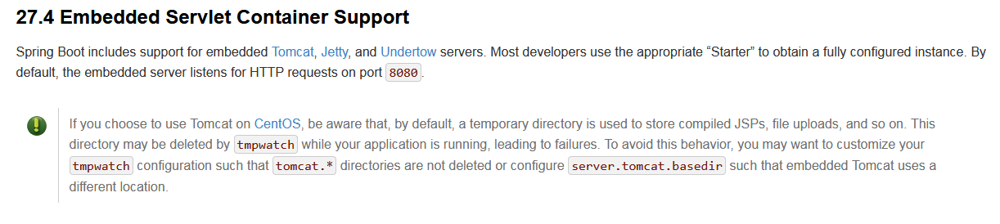 27.4 Embedded Servlet Container Support
Spring Boot includes support for embedded Tomcat, Jetty, and Undertow servers. Most developers use the appropriate “Starter” to obtain a fully configured instance. By
default, the embedded server listens for HTTP requests on port 8080.
If you choose to use Tomcat on CentOS, be aware that, by default, a temporary directory is used to store compiled JSPs, file uploads, and so on. This
directory may be deleted by tmpwatch while your application is running, leading to failures. To avoid this behavior, you may want to customize your
tmpwatch configuration such that tomcat.* directories are not deleted or configure server.tomcat.basedir such that embedded Tomcat uses a
different location.